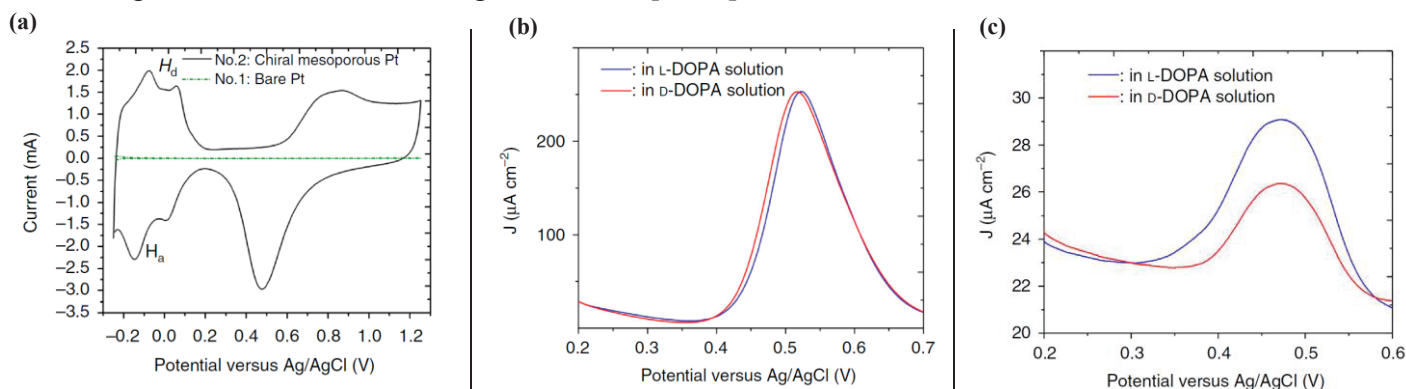 (a)
2.5
2.0
1.5
1.0
0.5
0.0
−0.5
−1.0
−1.5
−2.0
−2.5
−3.0
−3.5
Current (mA)
Hd
Ha
No.2: Chiral mesoporous Pt
No.1: Bare Pt
−0.2 0.0 0.2 0.4 0.6 0.8 1.0 1.2
Potential versus Ag/AgCl (V)
(b)
: in L-DOPA solution
: in D-DOPA solution
200
100
J (μA cm−2)
0.2 0.3 0.4 0.5 0.6 0.7
Potential versus Ag/AgCl (V)
(c)
: in L-DOPA solution
: in D-DOPA solution
30
28
26
24
22
20
J (μA cm−2)
0.2 0.3 0.4 0.5 0.6
Potential versus Ag/AgCl (V)